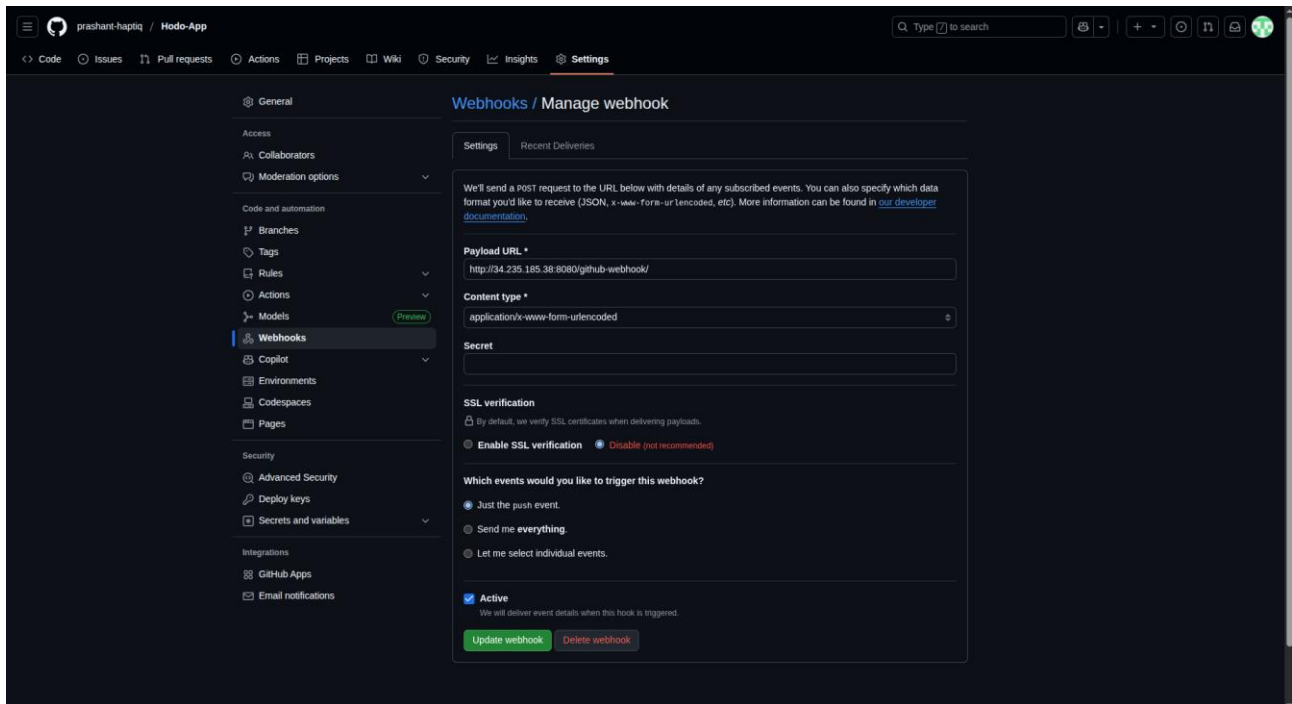 prashant-haptiq / Hodo-App
Type / to search
Code
Issues
Pull requests
Actions
Projects
Wiki
Security
Insights
Settings
General
Access
Collaborators
Moderation options
Code and automation
Branches
Tags
Rules
Actions
Models Preview
Webhooks
Copilot
Environments
Codespaces
Pages
Security
Advanced Security
Deploy keys
Secrets and variables
Integrations
GitHub Apps
Email notifications
Webhooks / Manage webhook
Settings Recent Deliveries
We'll send a POST request to the URL below with details of any subscribed events. You can also specify which data
format you'd like to receive (JSON, x-www-form-urlencoded, etc). More information can be found in our developer
documentation.
Payload URL *
http://34.235.185.38:8080/github-webhook/
Content type *
application/x-www-form-urlencoded
Secret
SSL verification
By default, we verify SSL certificates when delivering payloads.
Enable SSL verification Disable (not recommended)
Which events would you like to trigger this webhook?
Just the push event.
Send me everything.
Let me select individual events.
Active
We will deliver event details when this hook is triggered.
Update webhook Delete webhook